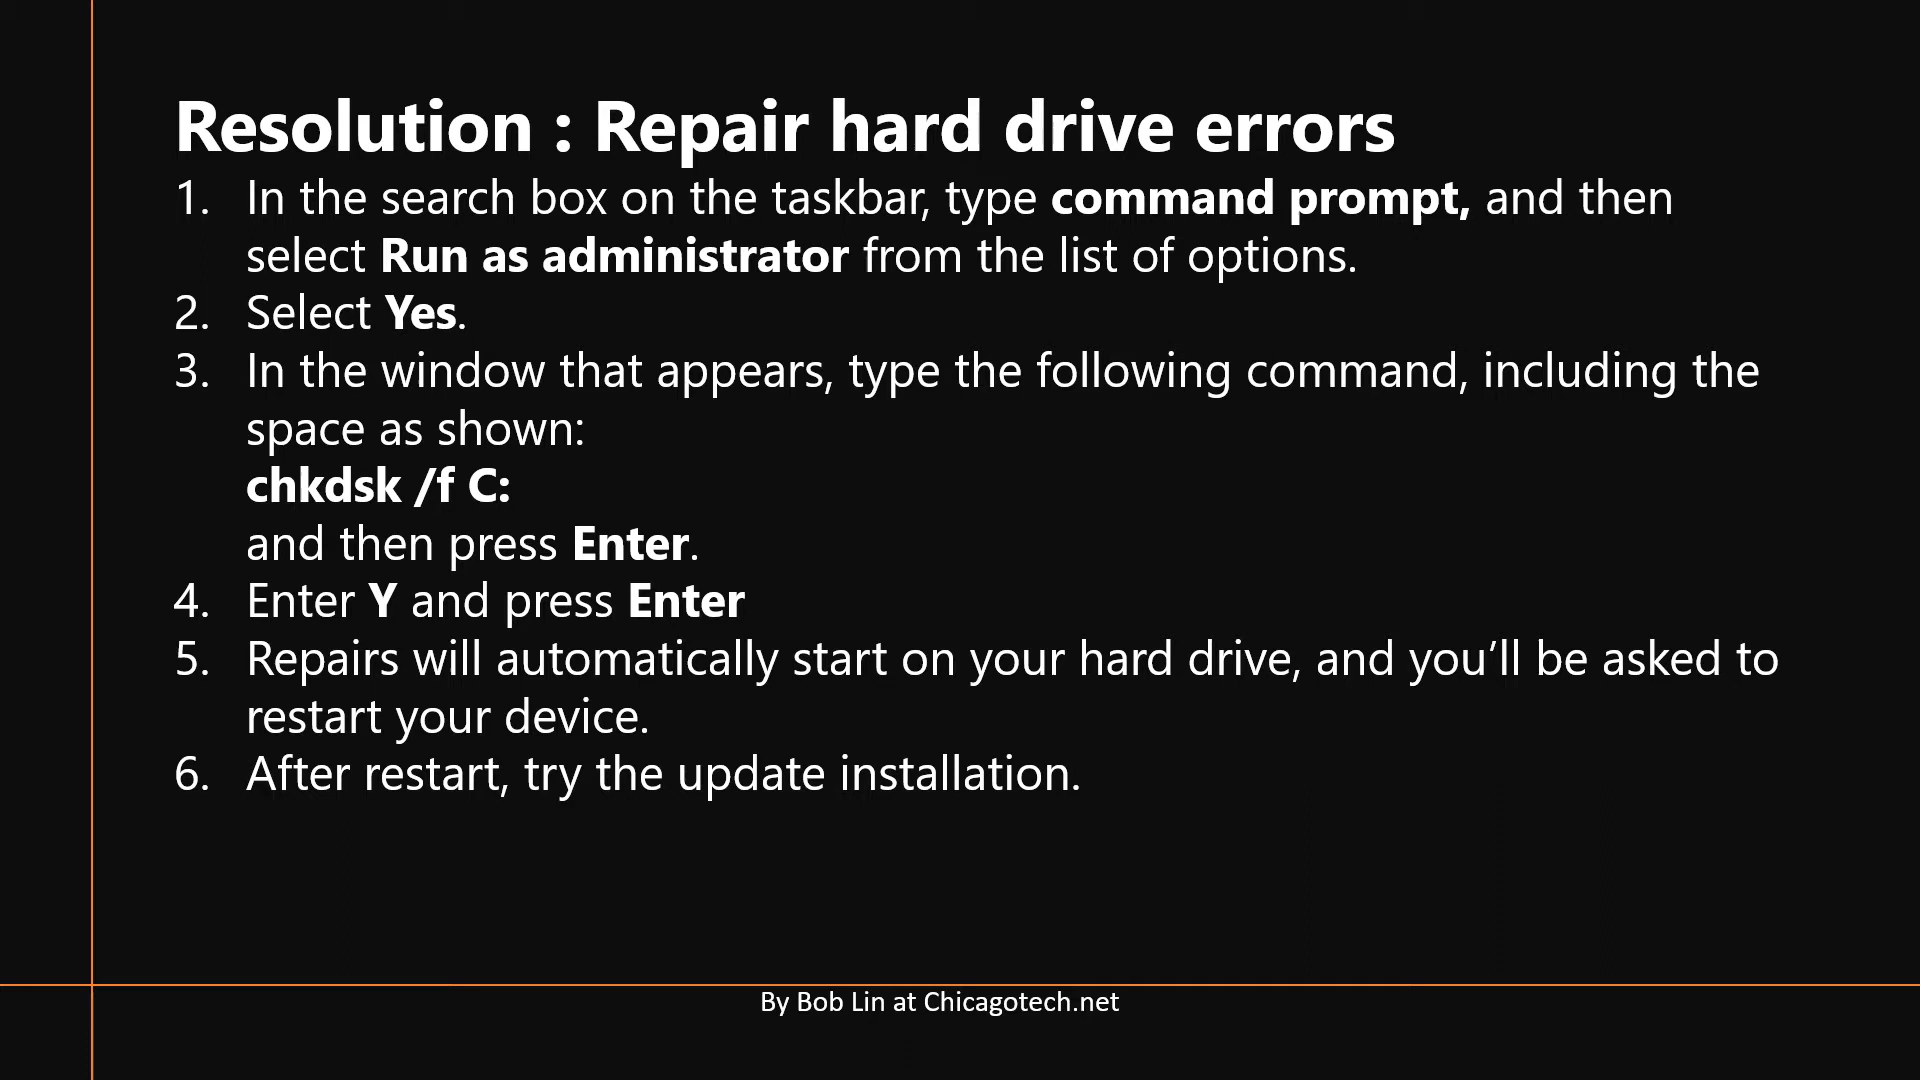 Resolution : Repair hard drive errors
1. In the search box on the taskbar, type command prompt, and then
select Run as administrator from the list of options.
2. Select Yes.
3. In the window that appears, type the following command, including the
space as shown:
chkdsk /f C:
and then press Enter.
4. Enter Y and press Enter
5. Repairs will automatically start on your hard drive, and you’ll be asked to
restart your device.
6. After restart, try the update installation.
By Bob Lin at Chicagotech.net